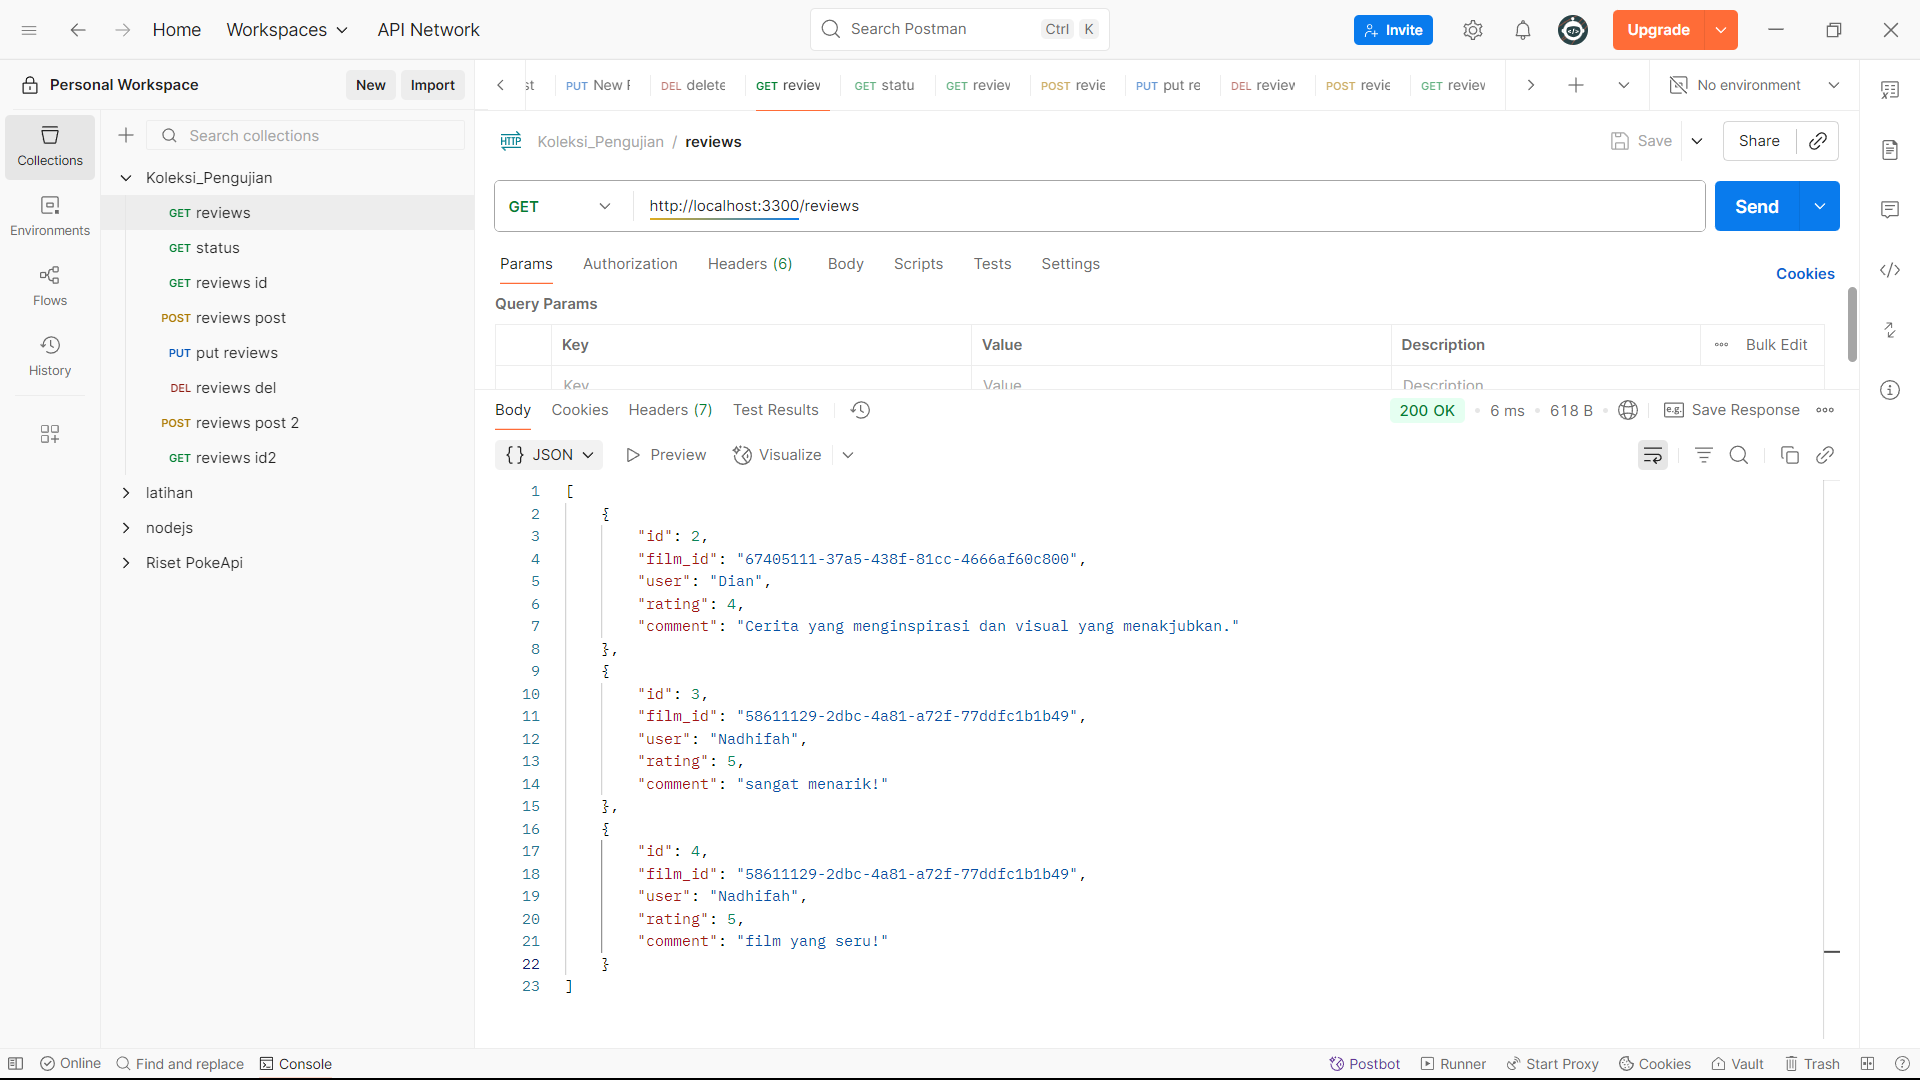 Home
Workspaces
API Network
Search Postman
Ctrl K
Invite
Upgrade
Personal Workspace
New
Import
st
PUT New F
DEL delete
GET review
GET statu
GET review
POST revie
PUT put re
DEL review
POST revie
GET review
No environment
Collections
Environments
Flows
History
Search collections
Koleksi_Pengujian
GET reviews
GET status
GET reviews id
POST reviews post
PUT put reviews
DEL reviews del
POST reviews post 2
GET reviews id2
latihan
nodejs
Riset PokeApi
HTTP Koleksi_Pengujian / reviews
Save
Share
GET
http://localhost:3300/reviews
Send
Params Authorization Headers (6) Body Scripts Tests Settings
Cookies
Query Params
Key Value Description Bulk Edit
Key Value Description
Body Cookies Headers (7) Test Results
200 OK • 6 ms • 618 B • e.g. Save Response
{} JSON Preview Visualize
1 [
2 {
3 "id": 2,
4 "film_id": "67405111-37a5-438f-81cc-4666af60c800",
5 "user": "Dian",
6 "rating": 4,
7 "comment": "Cerita yang menginspirasi dan visual yang menakjubkan."
8 },
9 {
10 "id": 3,
11 "film_id": "58611129-2dbc-4a81-a72f-77ddfc1b1b49",
12 "user": "Nadhifah",
13 "rating": 5,
14 "comment": "sangat menarik!"
15 },
16 {
17 "id": 4,
18 "film_id": "58611129-2dbc-4a81-a72f-77ddfc1b1b49",
19 "user": "Nadhifah",
20 "rating": 5,
21 "comment": "film yang seru!"
22 }
23 ]
Online Find and replace Console
Postbot Runner Start Proxy Cookies Vault Trash